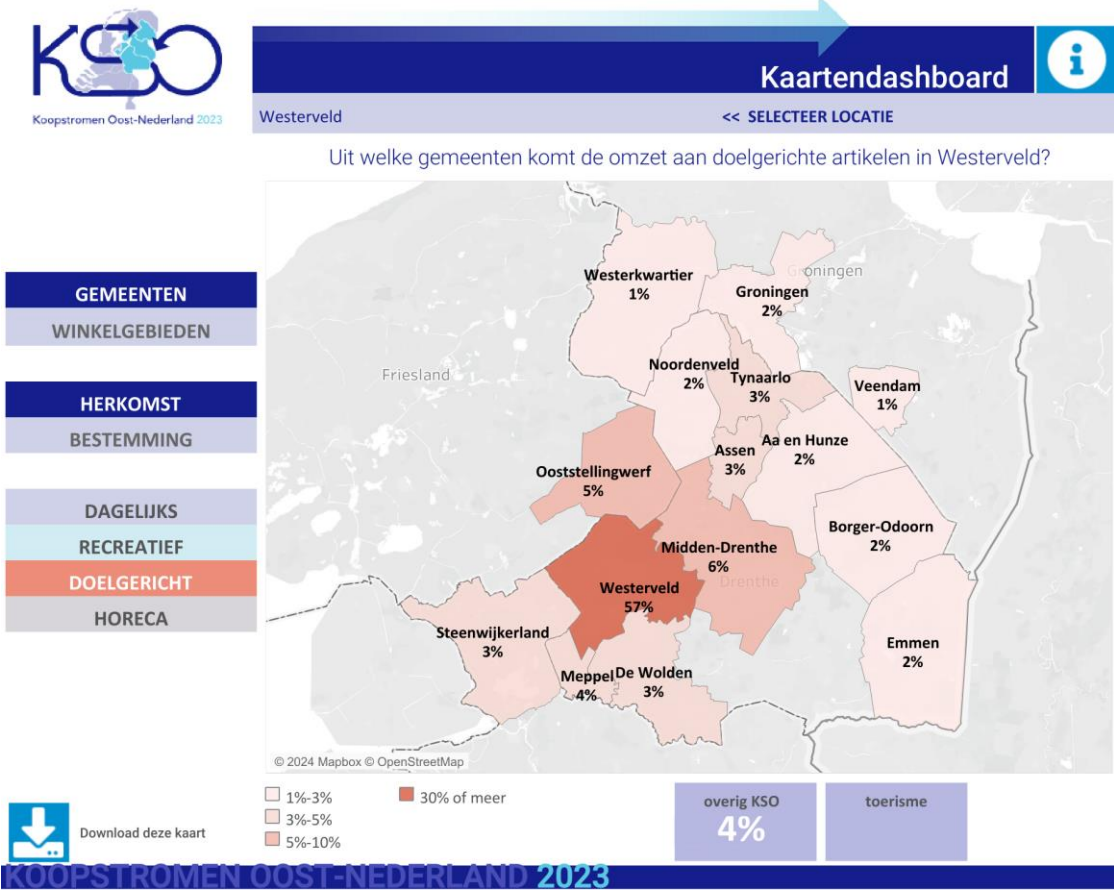 KSO
Koopstromen Oost-Nederland 2023
Kaartendashboard
i
Westerveld
<< SELECTEER LOCATIE
Uit welke gemeenten komt de omzet aan doelgerichte artikelen in Westerveld?
GEMEENTEN
WINKELGEBIEDEN
HERKOMST
BESTEMMING
DAGELIJKS
RECREATIEF
DOELGERICHT
HORECA
Westerkwartier
1%
Groningen
Groningen
2%
Friesland
Noordenveld
2%
Tynaarlo
3%
Veendam
1%
Assen
3%
Aa en Hunze
2%
Ooststellingwerf
5%
Borger-Odoorn
2%
Midden-Drenthe
6%
Drenthe
Westerveld
57%
Steenwijkerland
3%
Meppel
4%
De Wolden
3%
Emmen
2%
© 2024 Mapbox © OpenStreetMap
1%-3%
3%-5%
5%-10%
30% of meer
overig KSO
4%
toerisme
Download deze kaart
KOOPSTROMEN OOST-NEDERLAND 2023